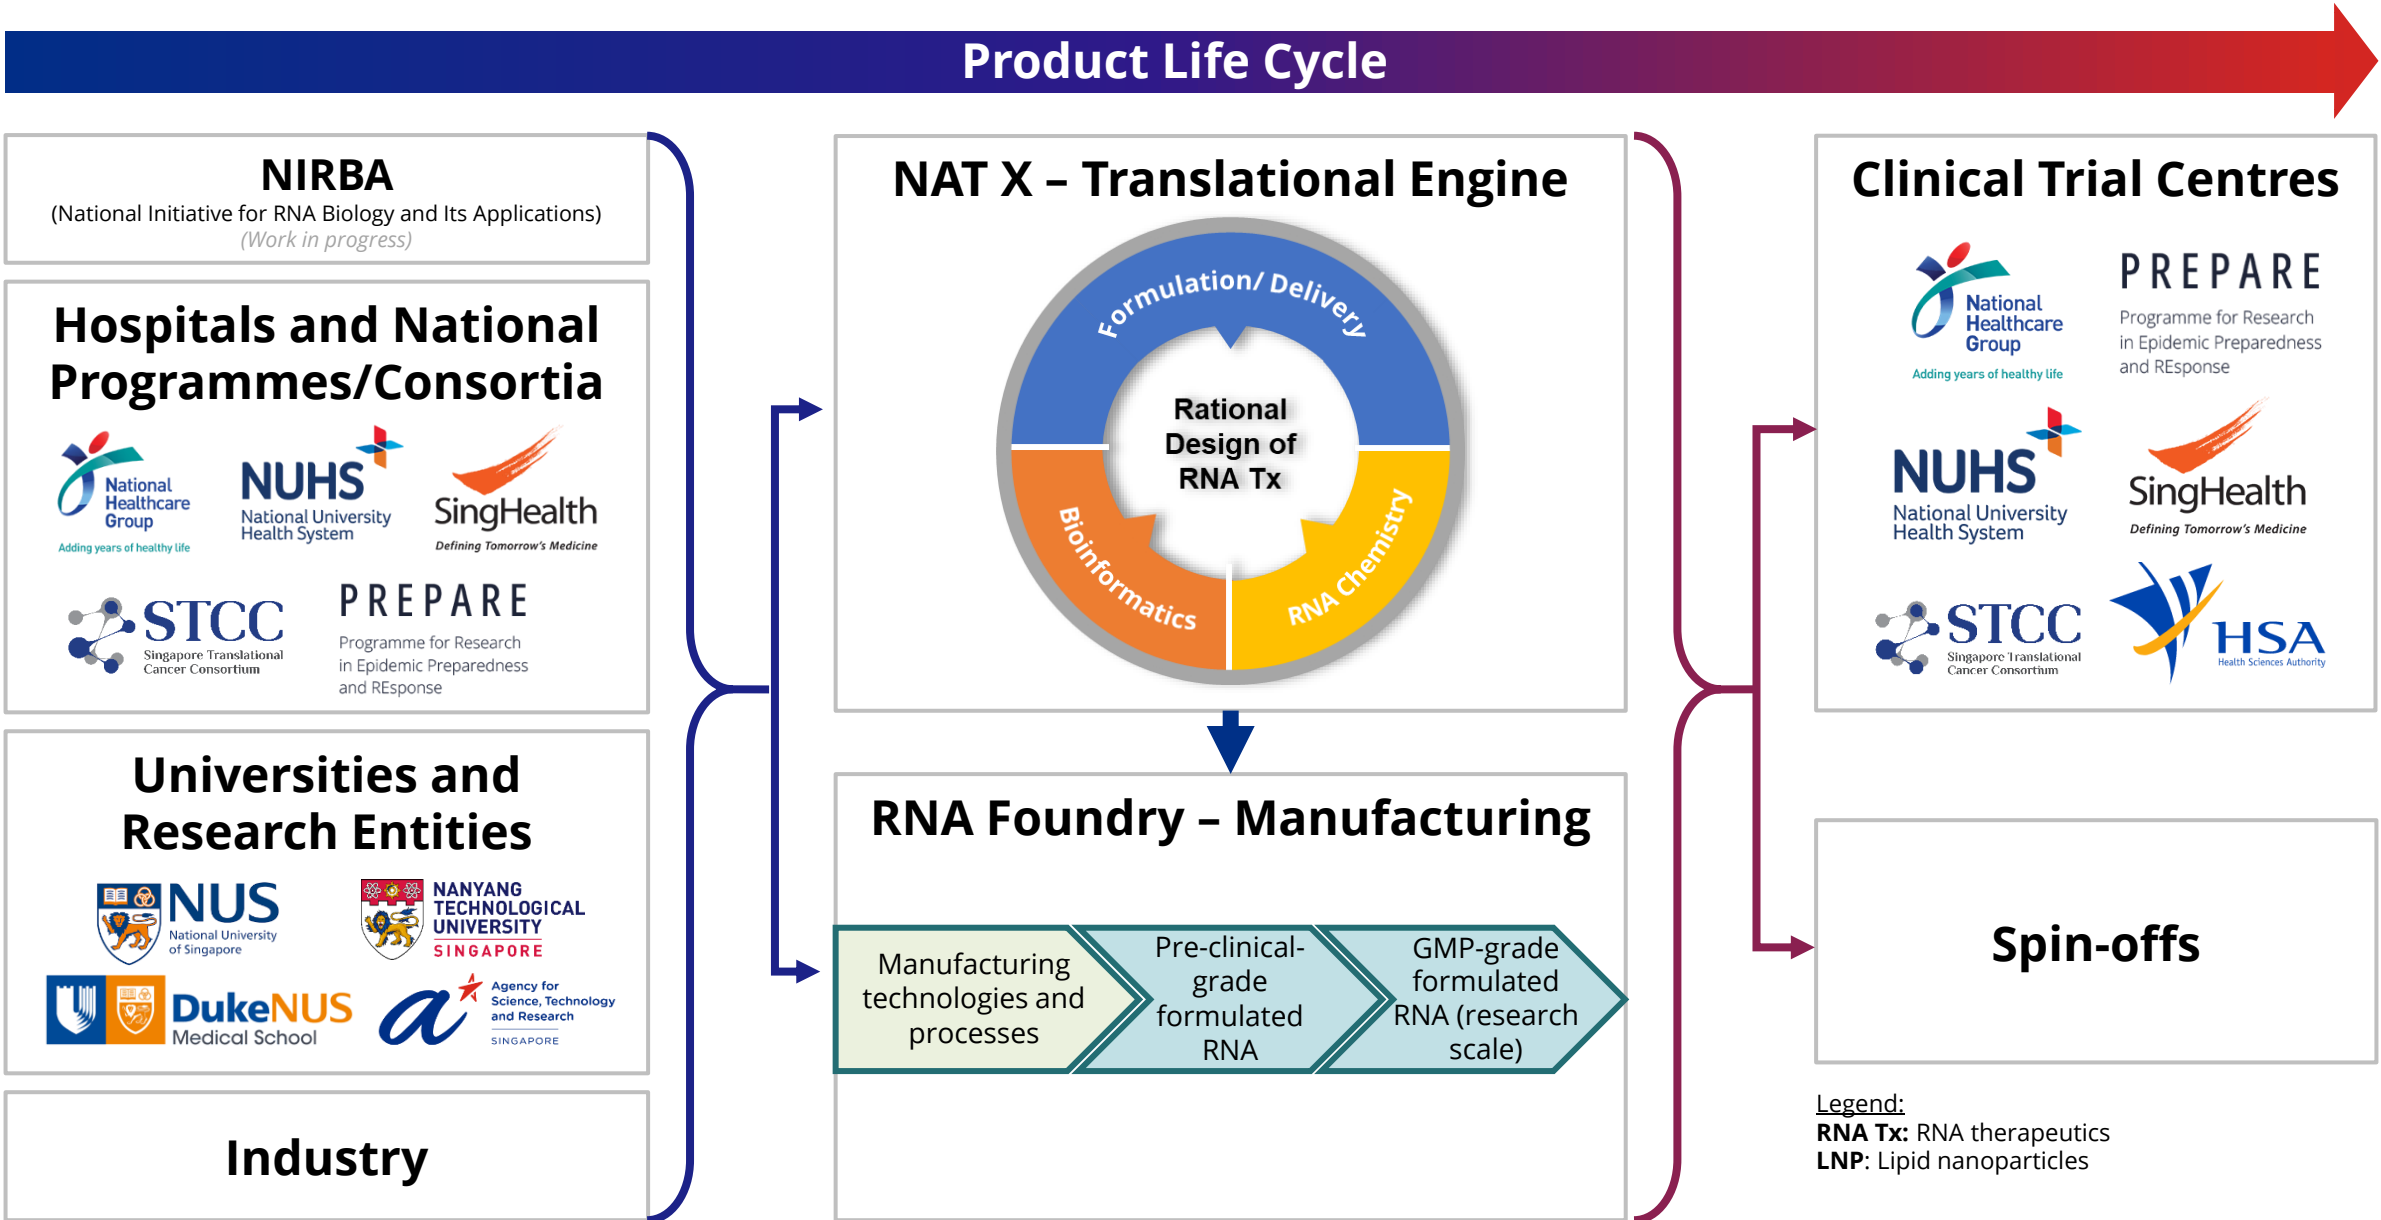 Product Life Cycle
NIRBA
(National Initiative for RNA Biology and Its Applications)
(Work in progress)
Hospitals and National
Programmes/Consortia
National
Healthcare
Group
Adding years of healthy life
NUHS
National University
Health System
SingHealth
Defining Tomorrow's Medicine
STCC
Singapore Translational
Cancer Consortium
PREPARE
Programme for Research
in Epidemic Preparedness
and REsponse
Universities and
Research Entities
NUS
National University
of Singapore
NANYANG
TECHNOLOGICAL
UNIVERSITY
SINGAPORE
DukeNUS
Medical School
a
Agency for
Science, Technology
and Research
SINGAPORE
Industry
NAT X – Translational Engine
Formulation/ Delivery
Rational
Design of
RNA Tx
Bioinformatics
RNA Chemistry
RNA Foundry – Manufacturing
Manufacturing
technologies and
processes
Pre-clinical-
grade
formulated
RNA
GMP-grade
formulated
RNA (research
scale)
Clinical Trial Centres
National
Healthcare
Group
Adding years of healthy life
PREPARE
Programme for Research
in Epidemic Preparedness
and REsponse
NUHS
National University
Health System
SingHealth
Defining Tomorrow's Medicine
STCC
Singapore Translational
Cancer Consortium
HSA
Health Sciences Authority
Spin-offs
Legend:
RNA Tx: RNA therapeutics
LNP: Lipid nanoparticles